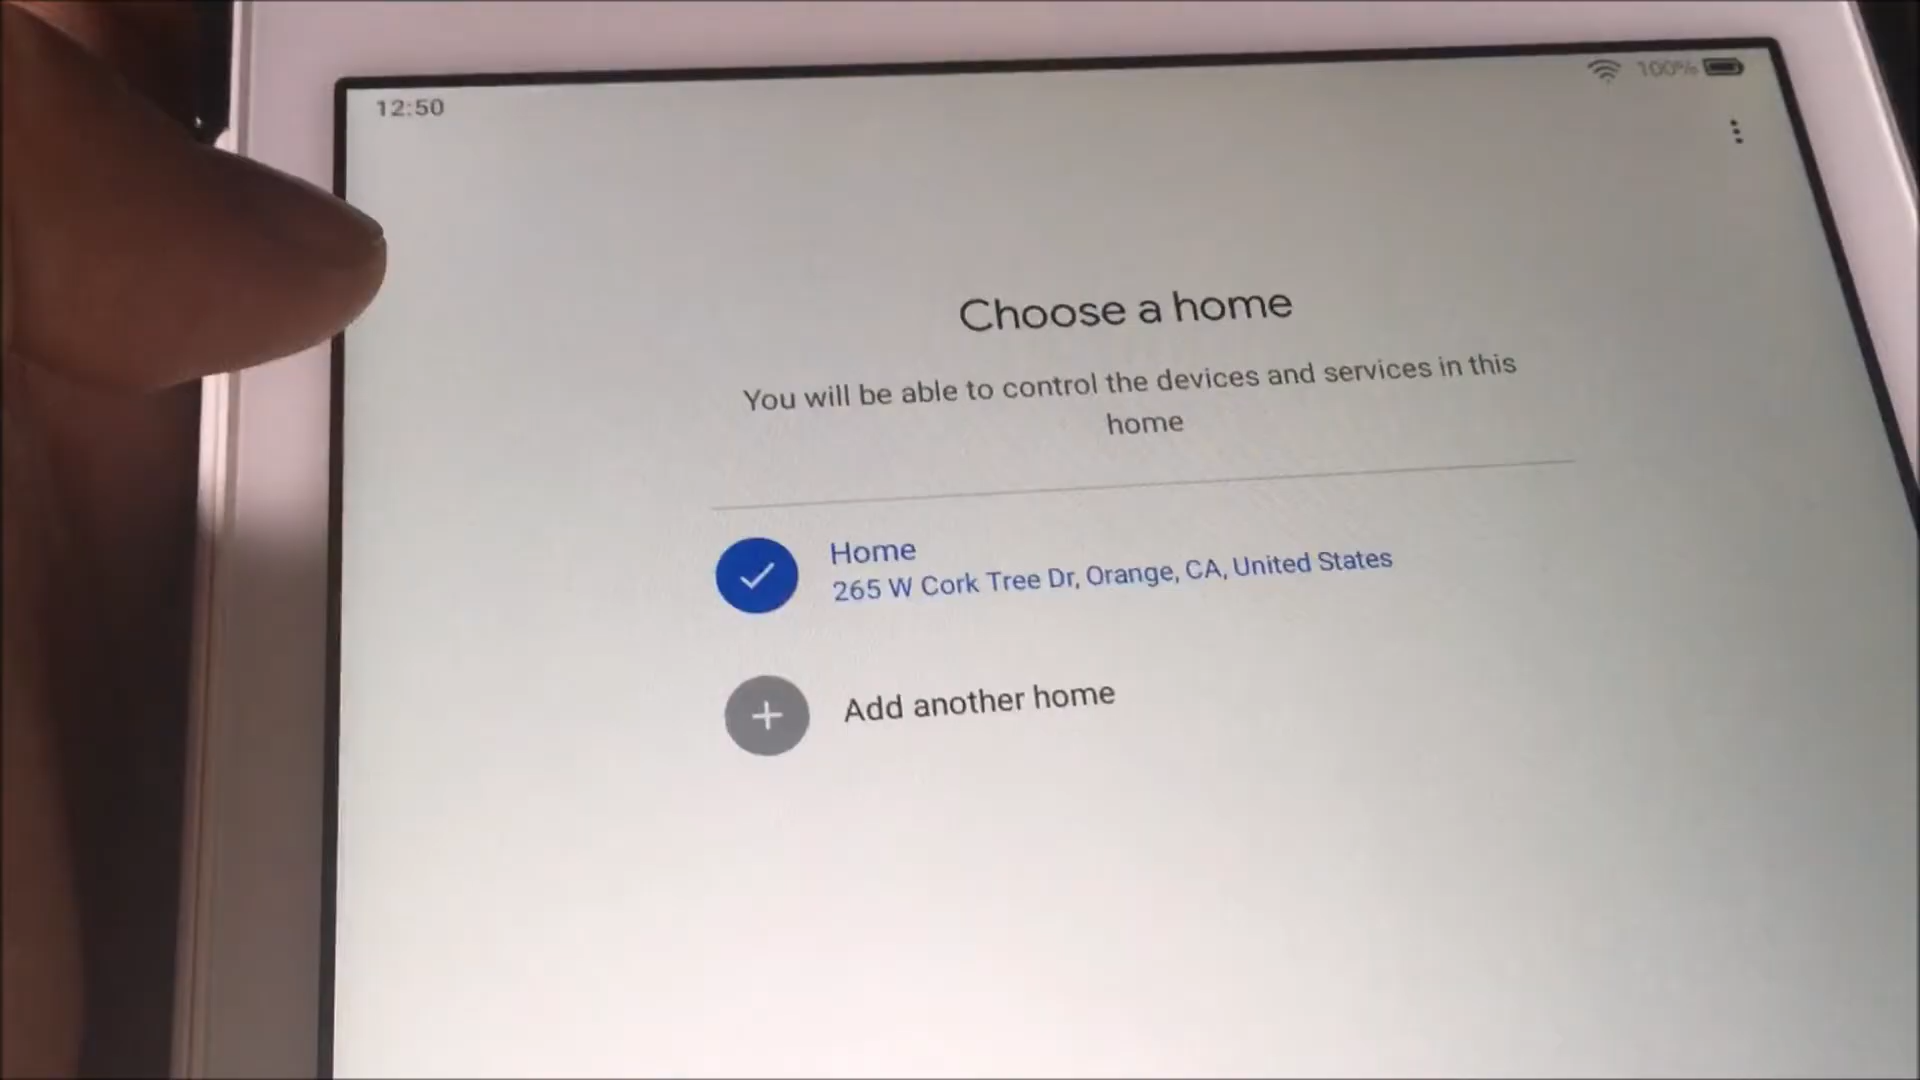 12:50
100%
Choose a home
You will be able to control the devices and services in this
home
Home
265 W Cork Tree Dr, Orange, CA, United States
Add another home